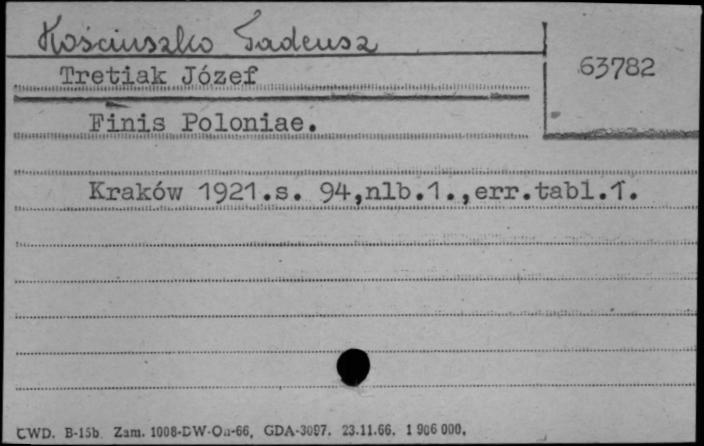 Kościuszko Tadeusz
63782
Tretiak Józef
Finis Poloniae.
Kraków 1921.s. 94,nlb.1.,err.tabl.1.
CWD. B-15b. Zam. 1008-DW-On-66. GDA-3097. 23.11.66. 1 906 000.